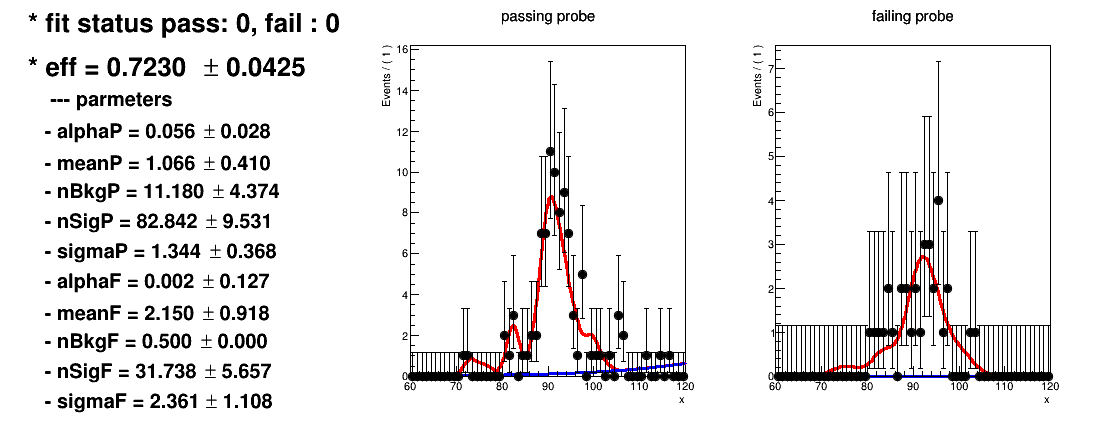 * fit status pass: 0, fail : 0
* eff = 0.7230 ± 0.0425
--- parmeters
- alphaP = 0.056 ± 0.028
- meanP = 1.066 ± 0.410
- nBkgP = 11.180 ± 4.374
- nSigP = 82.842 ± 9.531
- sigmaP = 1.344 ± 0.368
- alphaF = 0.002 ± 0.127
- meanF = 2.150 ± 0.918
- nBkgF = 0.500 ± 0.000
- nSigF = 31.738 ± 5.657
- sigmaF = 2.361 ± 1.108
passing probe
Events / ( 1 )
16
14
12
10
8
6
4
2
0
60 70 80 90 100 110 120
x
failing probe
Events / ( 1 )
7
6
5
4
3
2
1
0
60 70 80 90 100 110 120
x